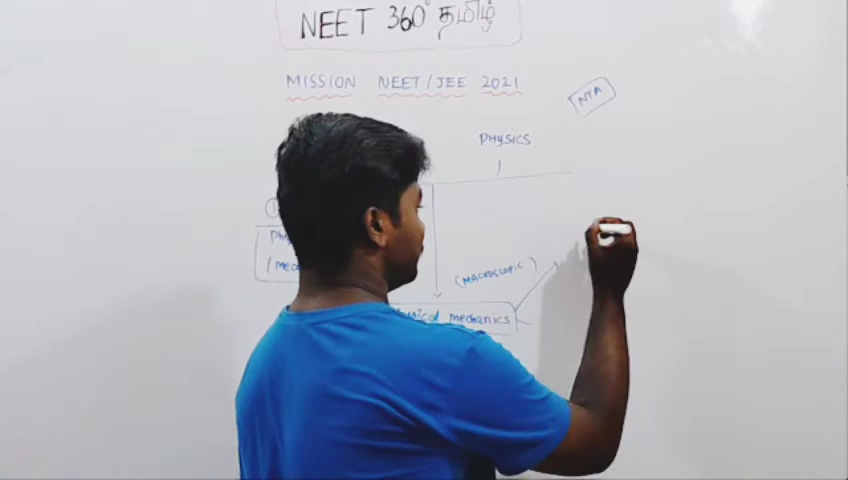 NEET 360° தமிழ்
MISSION NEET/JEE 2021
NTA
PHYSICS
(MACROSCOPIC)
mechanics